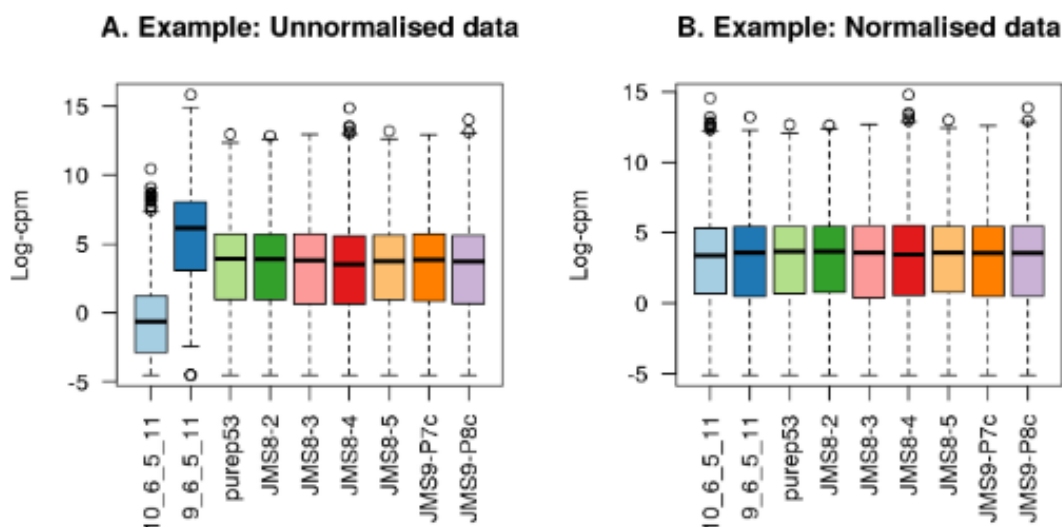 A. Example: Unnormalised data
Log-cpm
15
10
5
0
-5
10_6_5_11
9_6_5_11
purep53
JMS8-2
JMS8-3
JMS8-4
JMS8-5
JMS9-P7c
JMS9-P8c
B. Example: Normalised data
Log-cpm
15
10
5
0
-5
10_6_5_11
9_6_5_11
purep53
JMS8-2
JMS8-3
JMS8-4
JMS8-5
JMS9-P7c
JMS9-P8c